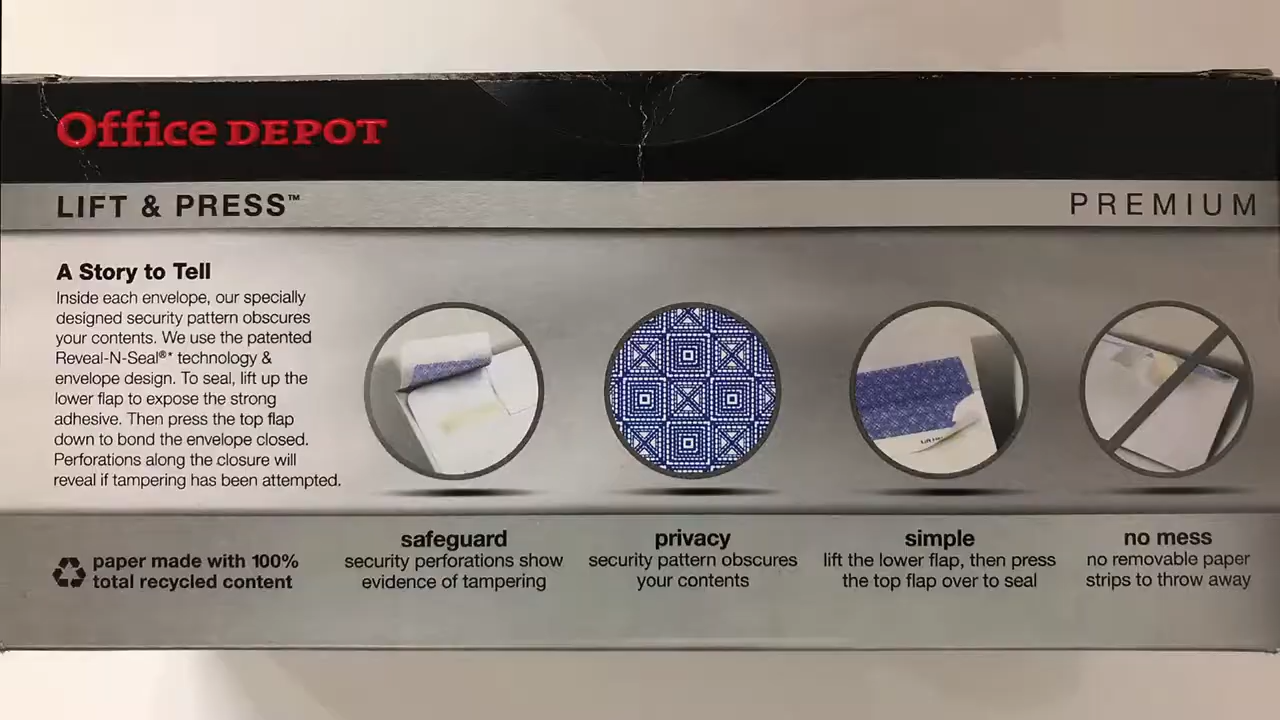 Office DEPOT
LIFT & PRESS™
PREMIUM
A Story to Tell
Inside each envelope, our specially
designed security pattern obscures
your contents. We use the patented
Reveal-N-Seal®* technology &
envelope design. To seal, lift up the
lower flap to expose the strong
adhesive. Then press the top flap
down to bond the envelope closed.
Perforations along the closure will
reveal if tampering has been attempted.
paper made with 100%
total recycled content
safeguard
security perforations show
evidence of tampering
privacy
security pattern obscures
your contents
simple
lift the lower flap, then press
the top flap over to seal
no mess
no removable paper
strips to throw away